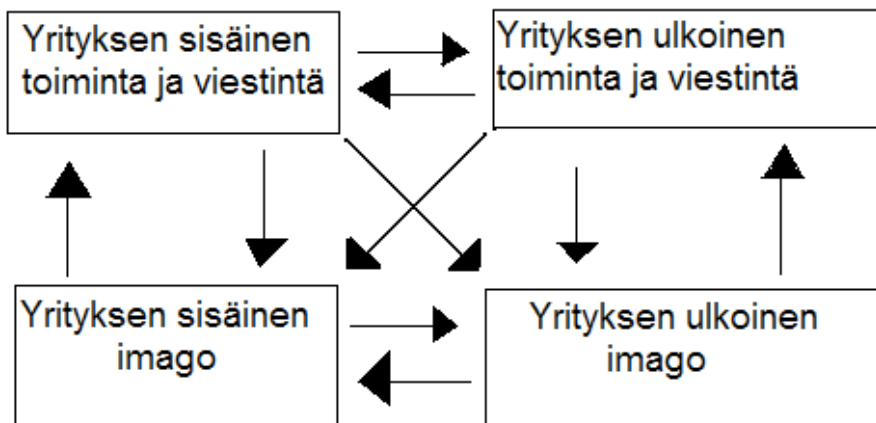 Yrityksen sisäinen
toiminta ja viestintä
Yrityksen ulkoinen
toiminta ja viestintä
Yrityksen sisäinen
imago
Yrityksen ulkoinen
imago